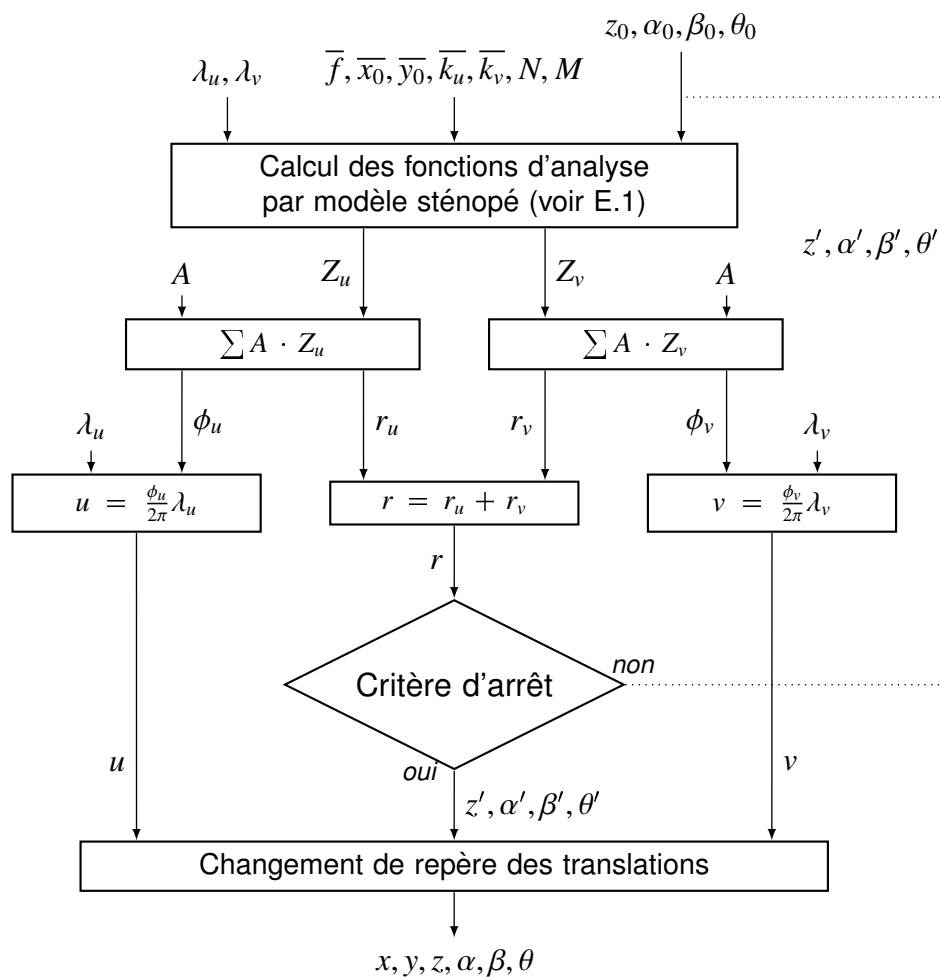 z₀, α₀, β₀, θ₀
λᵤ, λᵥ
f̅, x̅₀̅, y̅₀̅, k̅ᵤ̅, k̅ᵥ̅, N, M
Calcul des fonctions d'analyse
par modèle sténopé (voir E.1)
z′, α′, β′, θ′
A
Zᵤ
Zᵥ
A
∑ A · Zᵤ
∑ A · Zᵥ
λᵤ
ϕᵤ
rᵤ
rᵥ
ϕᵥ
λᵥ
u = ϕᵤ/2π λᵤ
r = rᵤ + rᵥ
v = ϕᵥ/2π λᵥ
r
non
Critère d'arrêt
u
oui
v
z′, α′, β′, θ′
Changement de repère des translations
x, y, z, α, β, θ